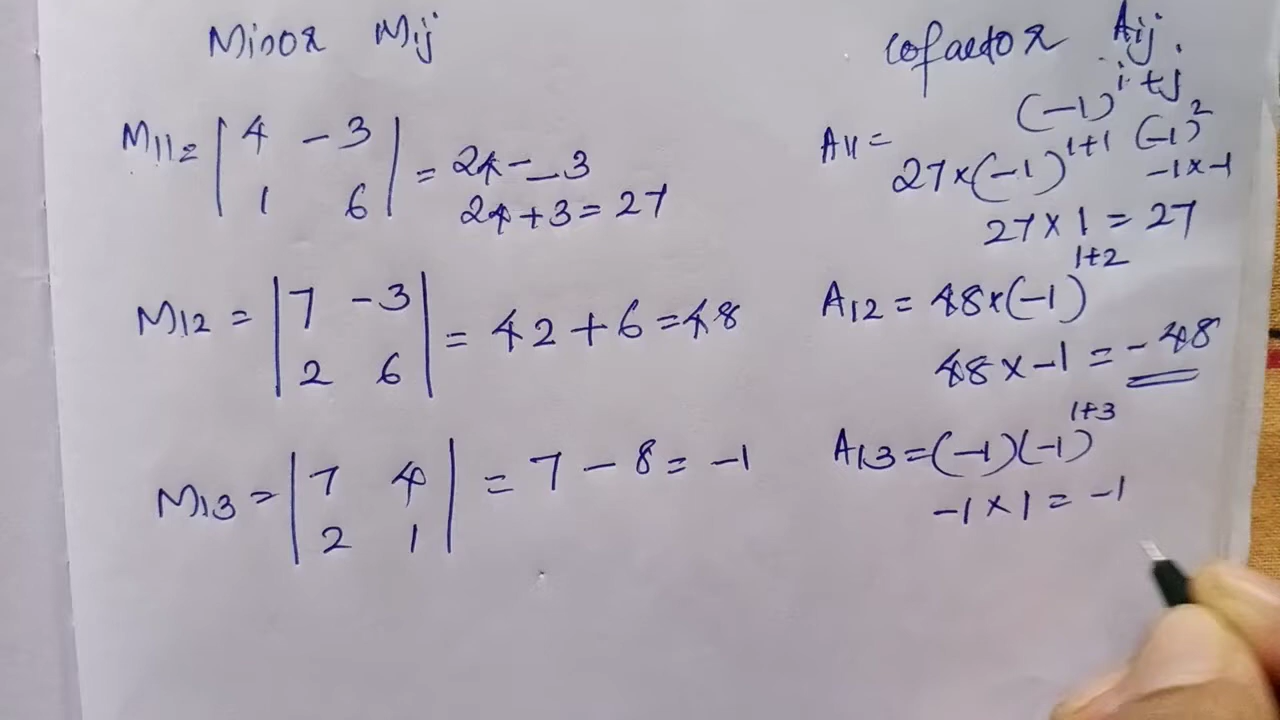 Minor Mij
Cofactor Aij.
(-1)^i+j
M11= | 4 -3 | = 24 - -3
| 1 6 | 24+3=27
A11=
27×(-1)^1+1 (-1)^2
-1×-1
27×1=27
M12 = | 7 -3 | = 42+6=48
| 2 6 |
A12=48×(-1)^1+2
48×-1=-48
M13= | 7 4 | = 7-8=-1
| 2 1 |
A13=(-1)(-1)^1+3
-1×1=-1